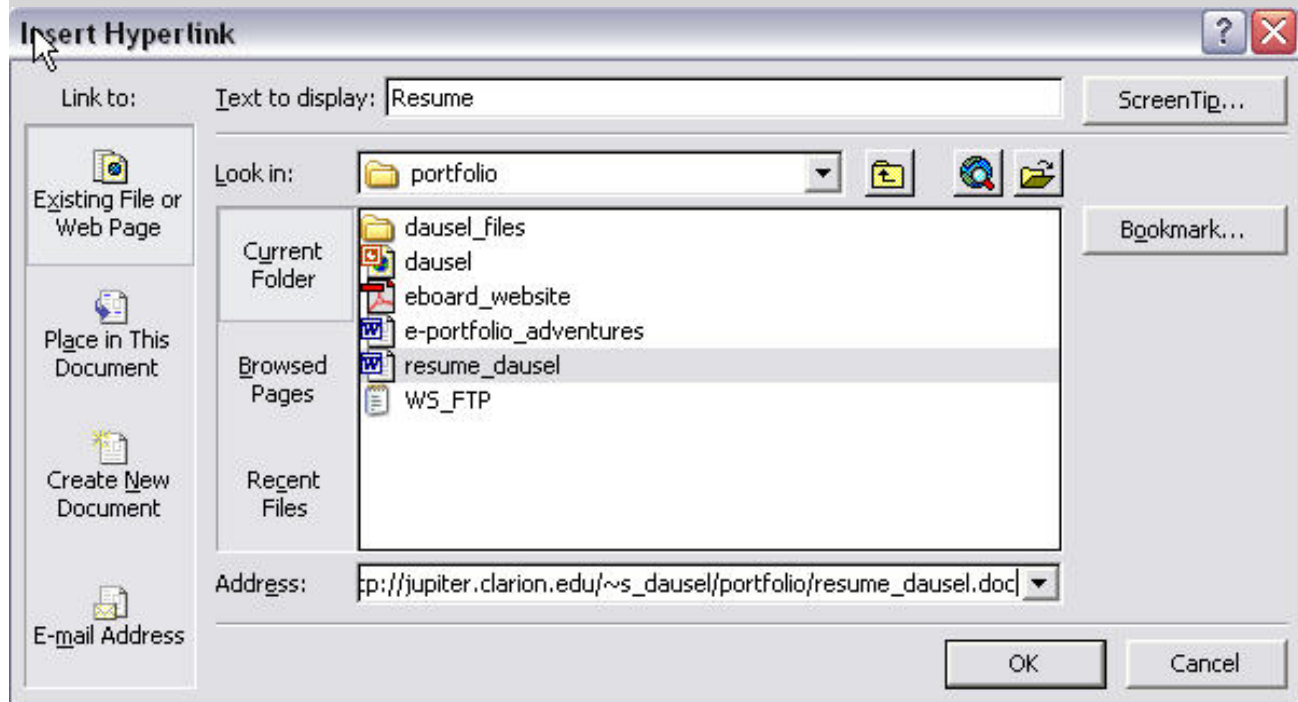 Insert Hyperlink
Link to:
Text to display: Resume
ScreenTip...
Existing File or
Web Page
Look in: portfolio
Current
Folder
dausel_files
dausel
eboard_website
e-portfolio_adventures
resume_dausel
WS_FTP
Bookmark...
Place in This
Document
Browsed
Pages
Create New
Document
Recent
Files
Address: tp://jupiter.clarion.edu/~s_dausel/portfolio/resume_dausel.doc
E-mail Address
OK
Cancel